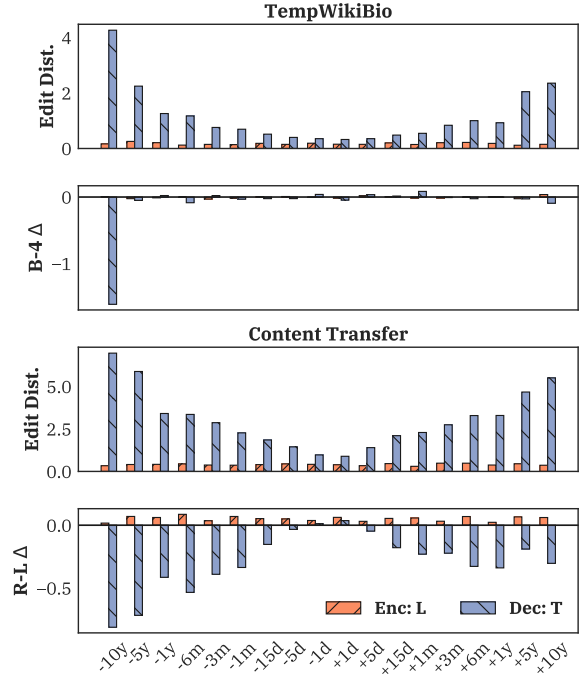 TempWikiBio
4
2
0
Edit Dist.
0
−1
B-4 Δ
Content Transfer
5.0
2.5
0.0
Edit Dist.
0.0
−0.5
R-L Δ
Enc: L
Dec: T
-10y
-5y
-1y
-6m
-3m
-1m
-15d
-5d
-1d
+1d
+5d
+15d
+1m
+3m
+6m
+1y
+5y
+10y